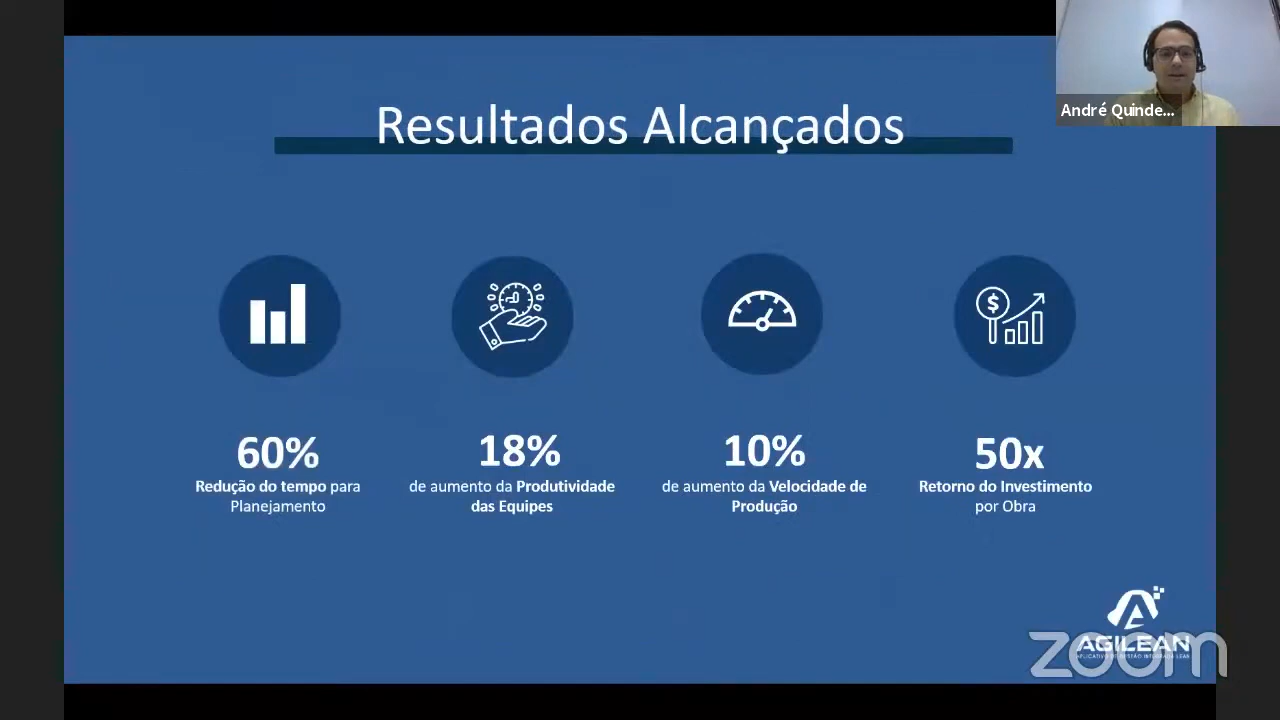 Resultados Alcançados
André Quinde...
60%
Redução do tempo para
Planejamento
18%
de aumento da Produtividade
das Equipes
10%
de aumento da Velocidade de
Produção
50x
Retorno do Investimento
por Obra
AGILEAN
zoom